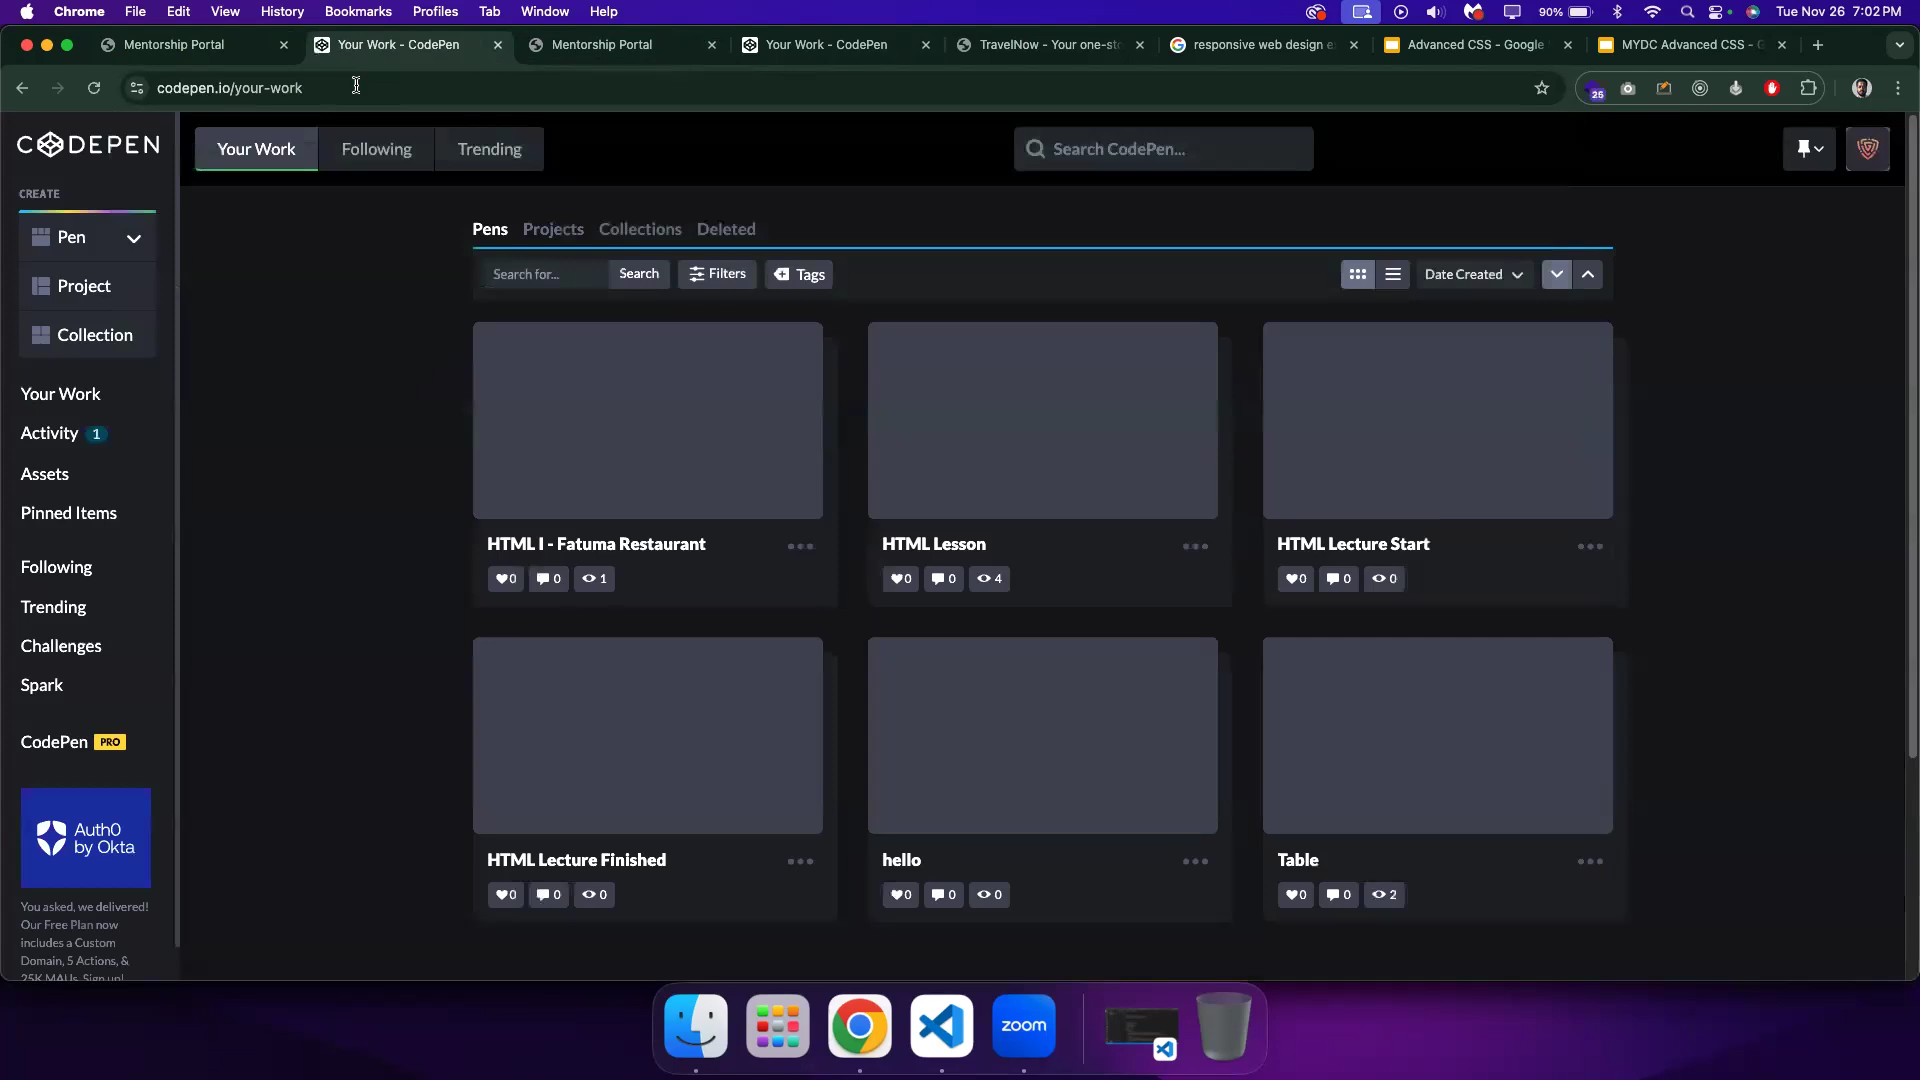 Chrome File Edit View History Bookmarks Profiles Tab Window Help 90% Tue Nov 26 7:02 PM
Mentorship Portal Your Work - CodePen Mentorship Portal Your Work - CodePen TravelNow - Your one-sto responsive web design e Advanced CSS - Google MYDC Advanced CSS - G
codepen.io/your-work 25
CODEPEN
Your Work Following Trending Search CodePen...
CREATE
Pen
Project
Collection
Your Work
Activity 1
Assets
Pinned Items
Following
Trending
Challenges
Spark
CodePen PRO
Auth0
by Okta
You asked, we delivered!
Our Free Plan now
includes a Custom
Domain, 5 Actions, &
25K MAUs. Sign up!
Pens Projects Collections Deleted
Search for... Search Filters Tags Date Created
HTML I - Fatuma Restaurant
0 0 1
HTML Lesson
0 0 4
HTML Lecture Start
0 0 0
HTML Lecture Finished
0 0 0
hello
0 0 0
Table
0 0 2
zoom